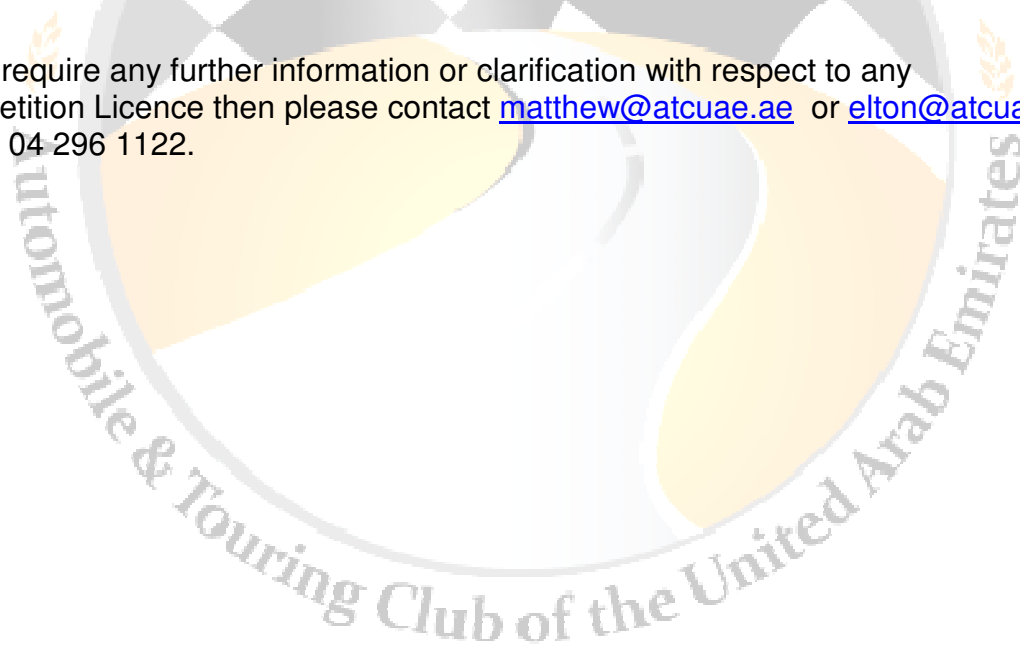 require any further information or clarification with respect to any
etition Licence then please contact matthew@atcuae.ae or elton@atcua
04 296 1122.
Automobile & Touring Club of the United Arab Emirates